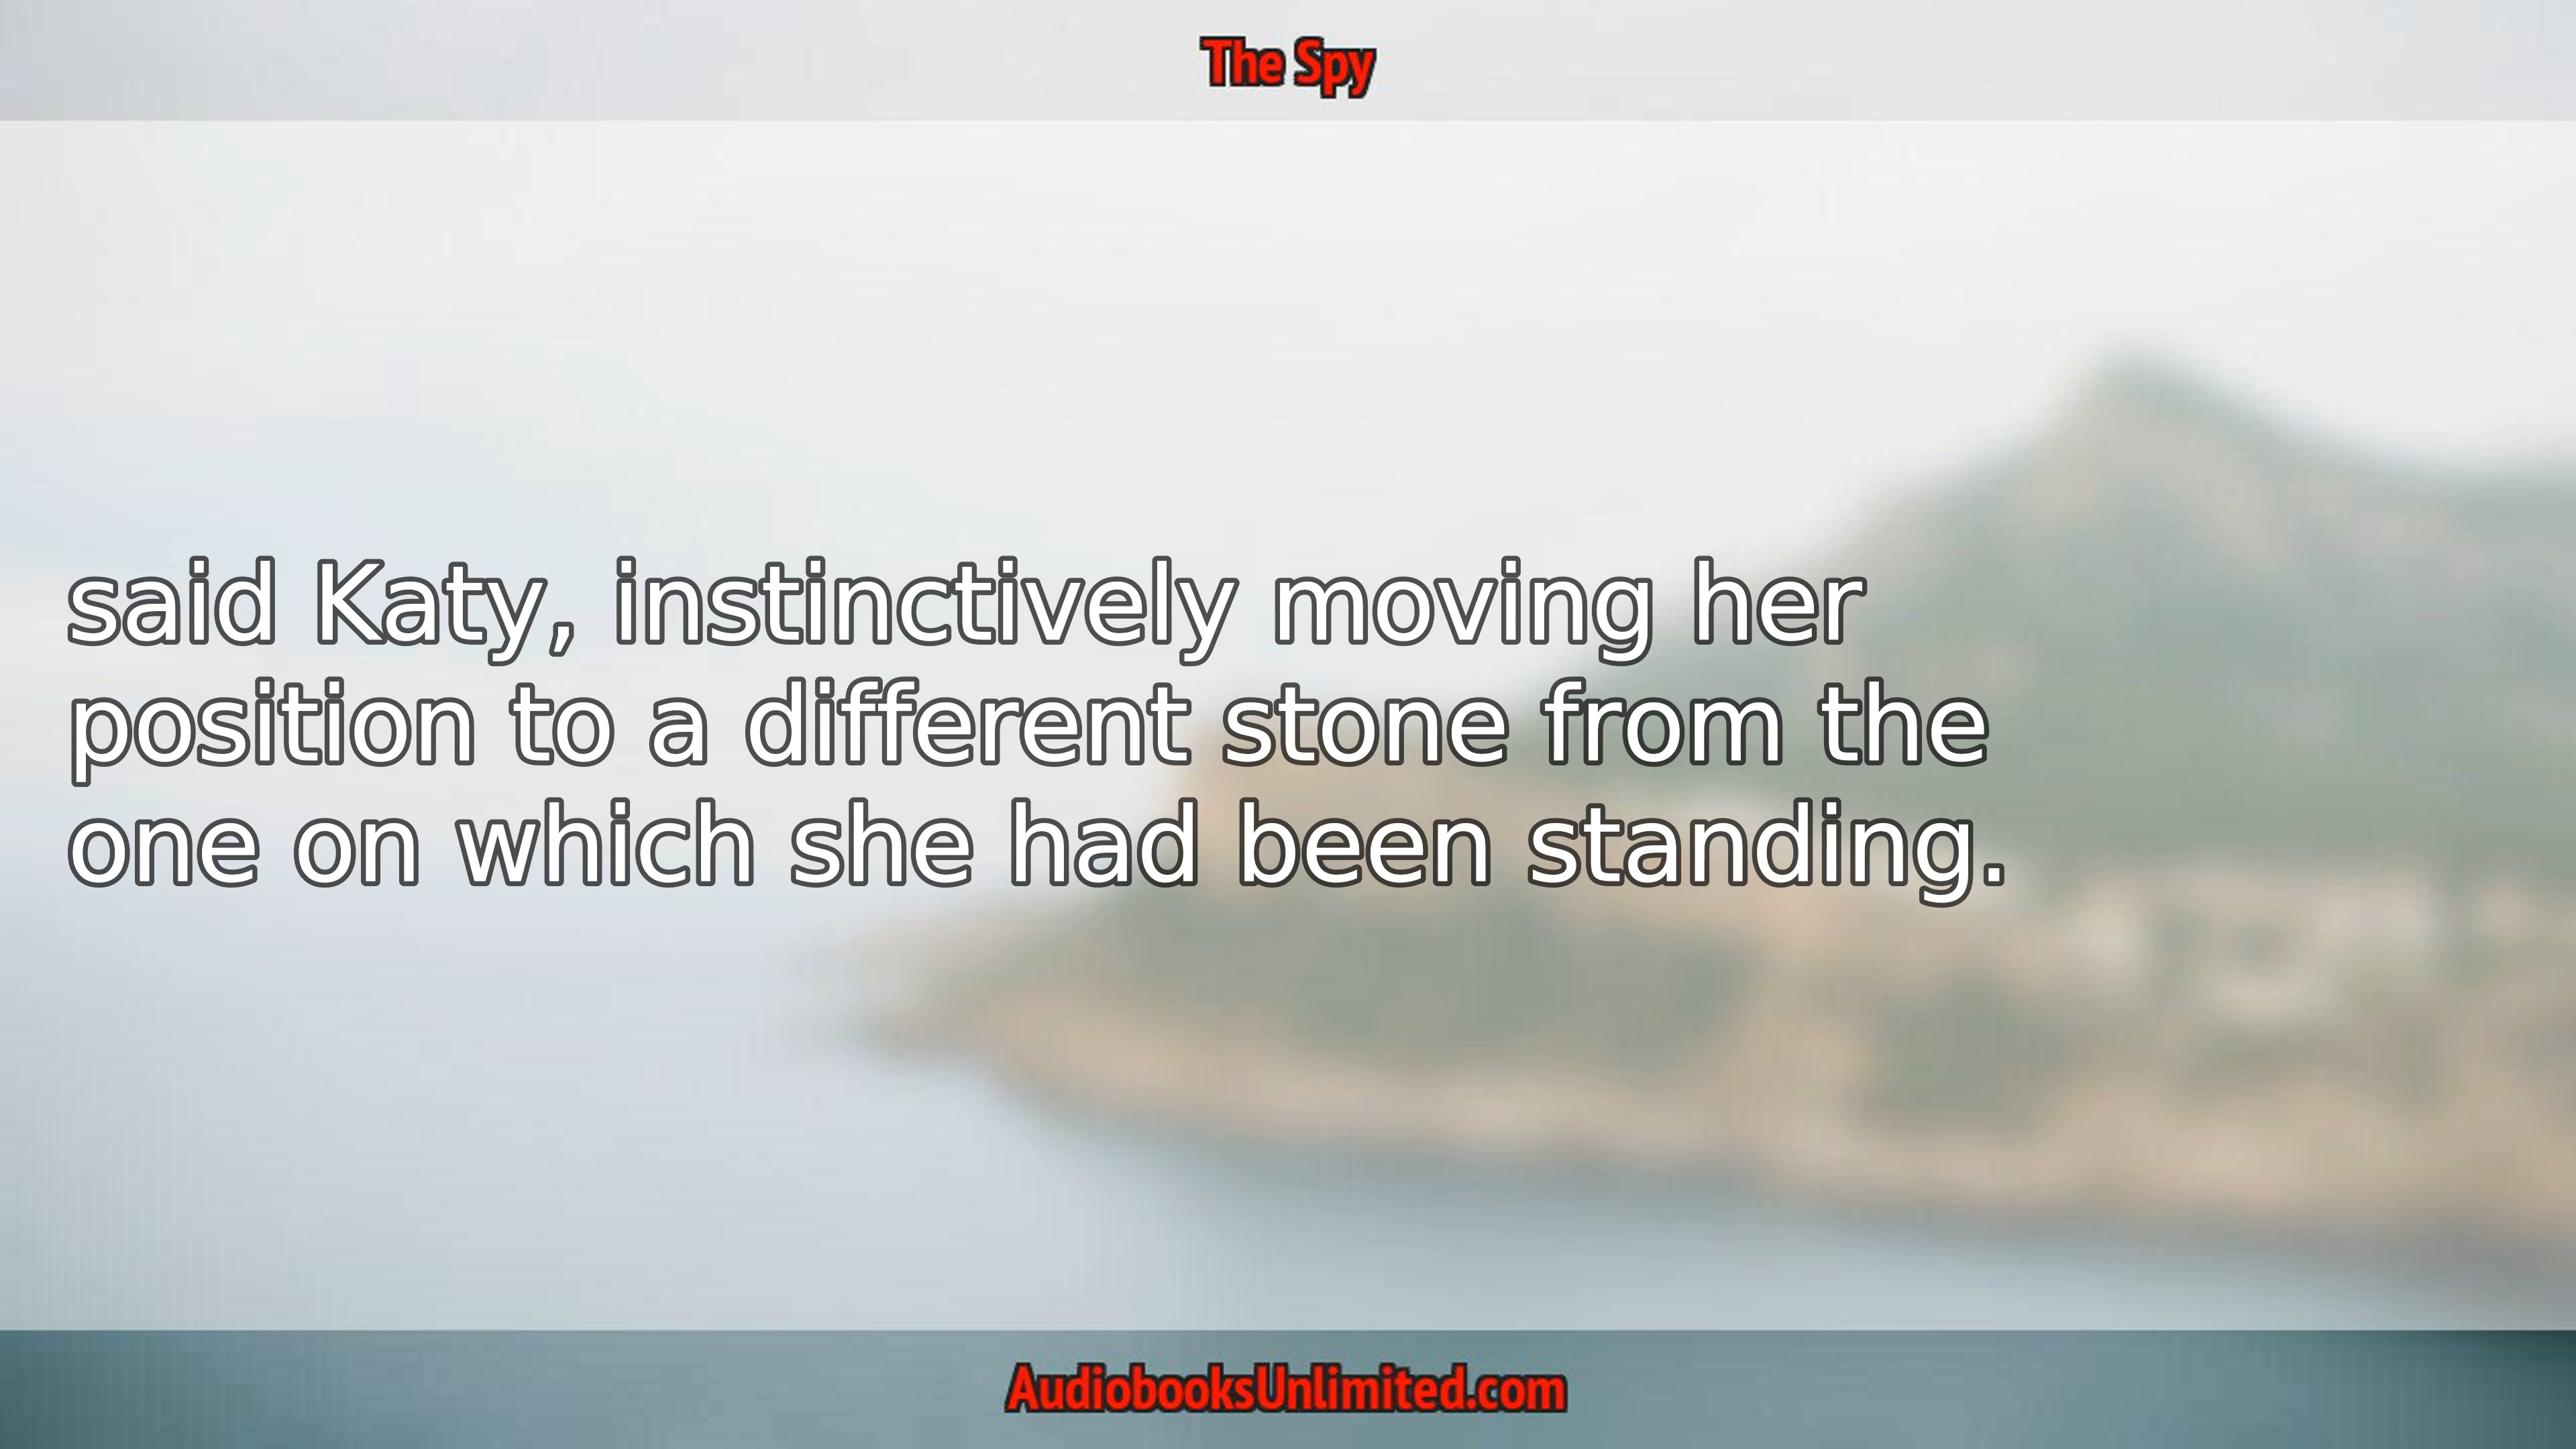 The Spy
said Katy, instinctively moving her
position to a different stone from the
one on which she had been standing.
AudiobooksUnlimited.com